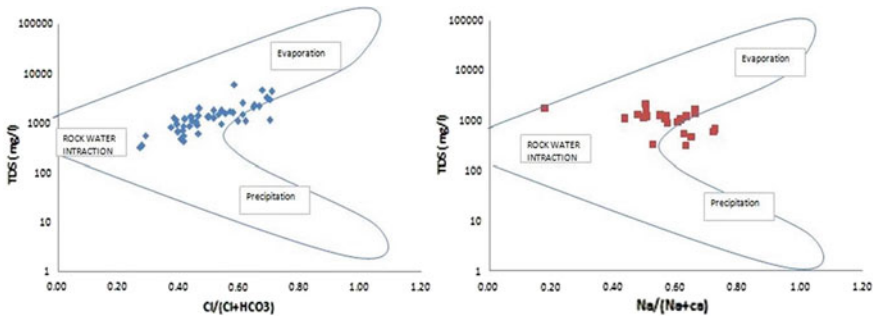 100000
10000
1000
100
10
1
TDS (mg/l)
Evaporation
ROCK WATER
INTRACTION
Precipitation
0.00 0.20 0.40 0.60 0.80 1.00 1.20
Cl/(Cl+HCO3)
100000
10000
1000
100
10
1
TDS (mg/l)
Evaporation
ROCK WATER
INTRACTION
Precipitation
0.00 0.20 0.40 0.60 0.80 1.00 1.20
Na/(Na+ca)